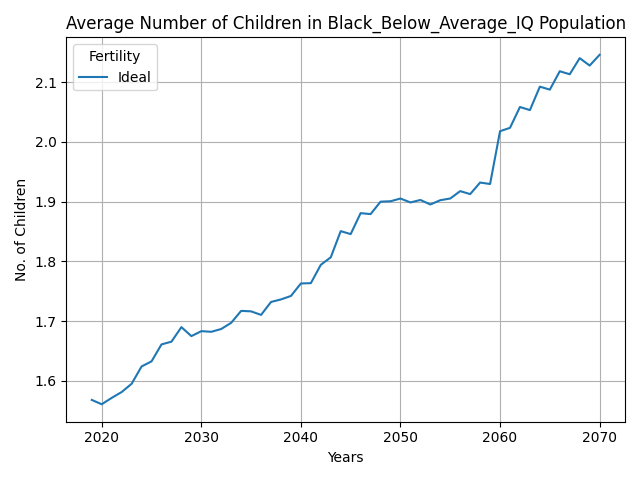 Average Number of Children in Black_Below_Average_IQ Population
Fertility
Ideal
No. of Children
2.1
2.0
1.9
1.8
1.7
1.6
2020 2030 2040 2050 2060 2070
Years